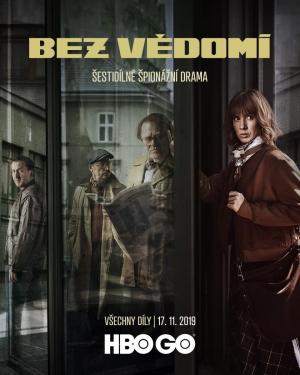 BEZ VĚDOMÍ
ŠESTIDÍLNÉ ŠPIONÁŽNÍ DRAMA
VŠECHNY DÍLY | 17. 11. 2019
HBO GO